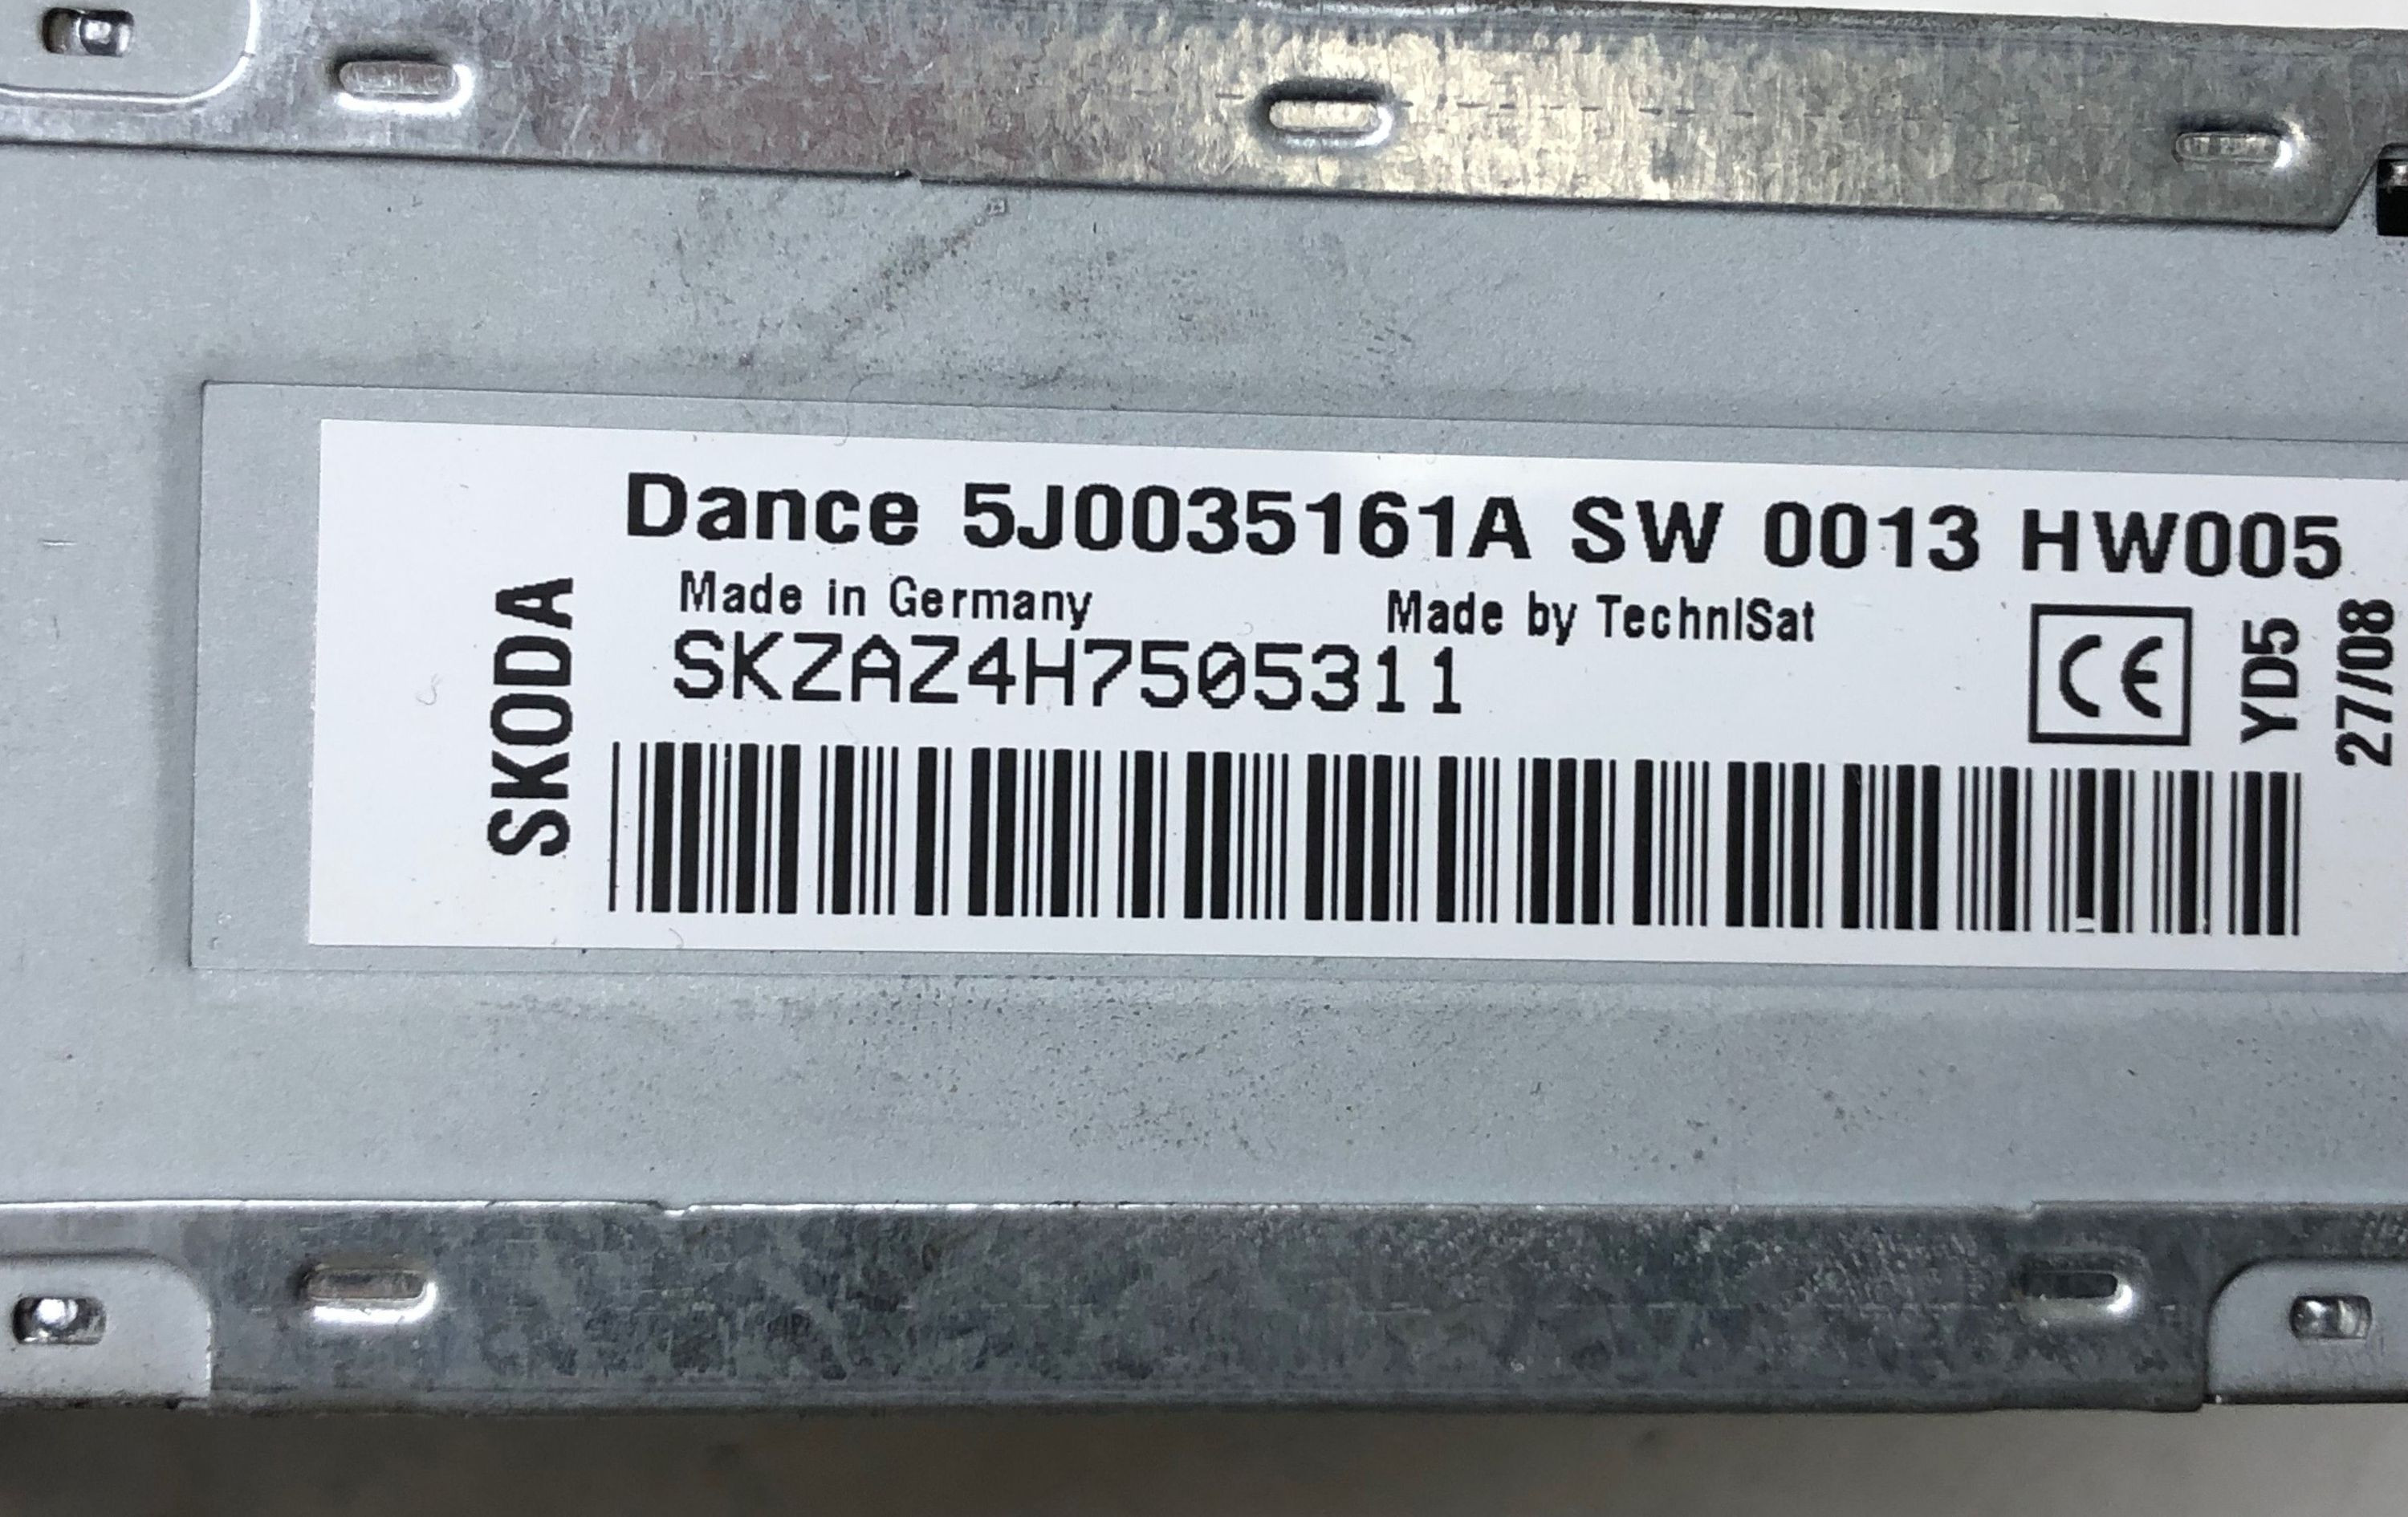 Dance 5J0035161A SW 0013 HW005
Made in Germany Made by TechnISat
SKZAZ4H7505311
SKODA
CE
YD5
27/08